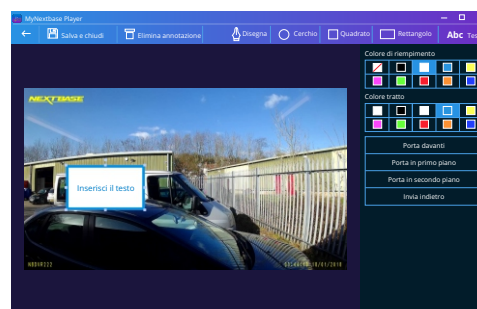 MyNextbase Player
Salva e chiudi
Elimina annotazione
Disegna
Cerchio
Quadrato
Rettangolo
Abc Tes
Colore di riempimento
NEXTBASE
Colore tratto
Porta davanti
Porta in primo piano
Porta in secondo piano
Invia indietro
Inserisci il testo